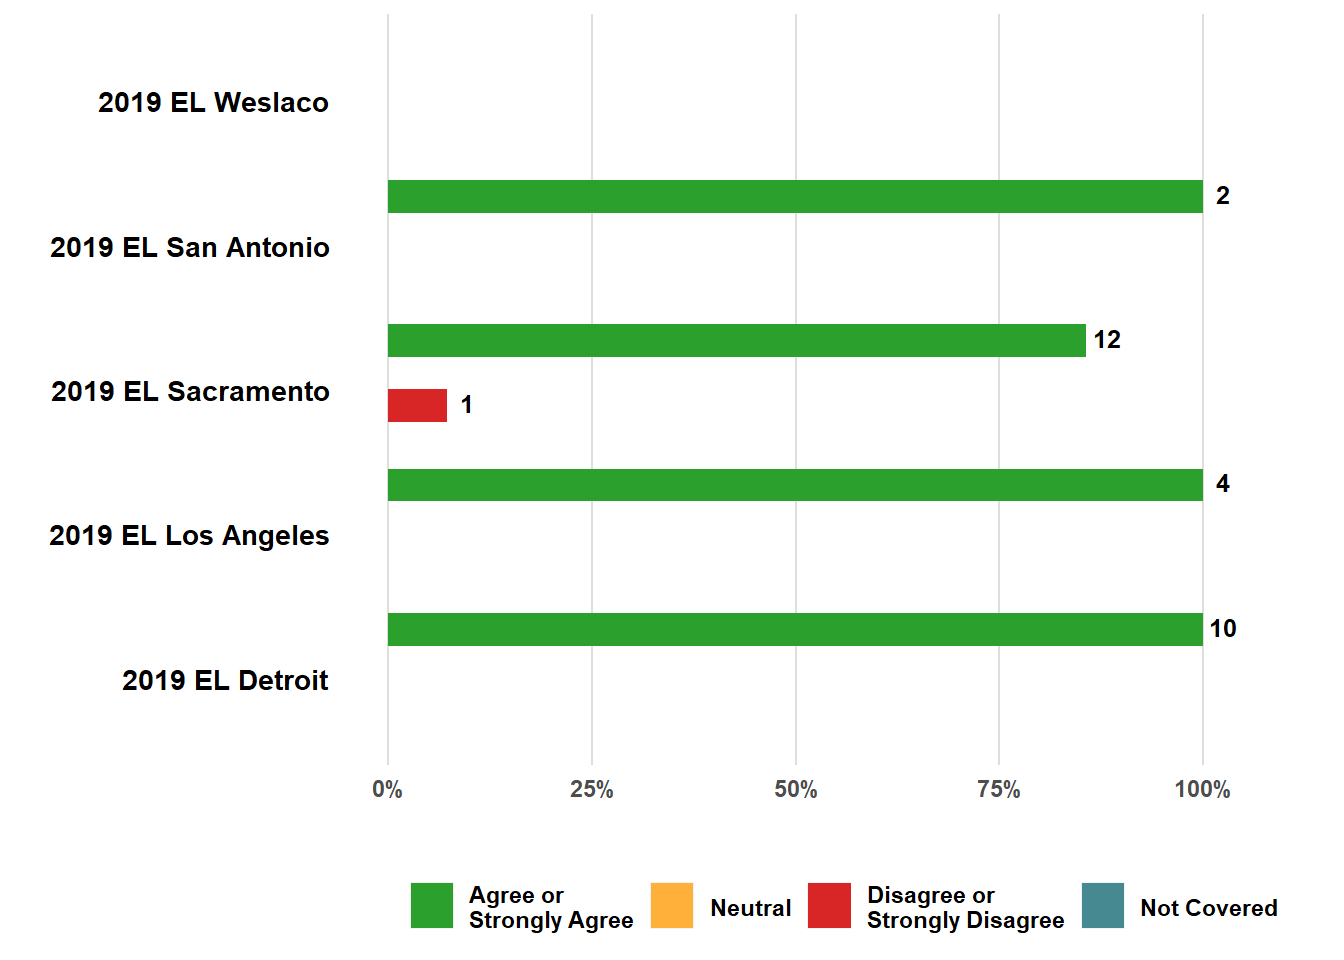 2019 EL Weslaco
2
2019 EL San Antonio
12
2019 EL Sacramento
1
4
2019 EL Los Angeles
10
2019 EL Detroit
0% 25% 50% 75% 100%
Agree or
Strongly Agree
Neutral
Disagree or
Strongly Disagree
Not Covered